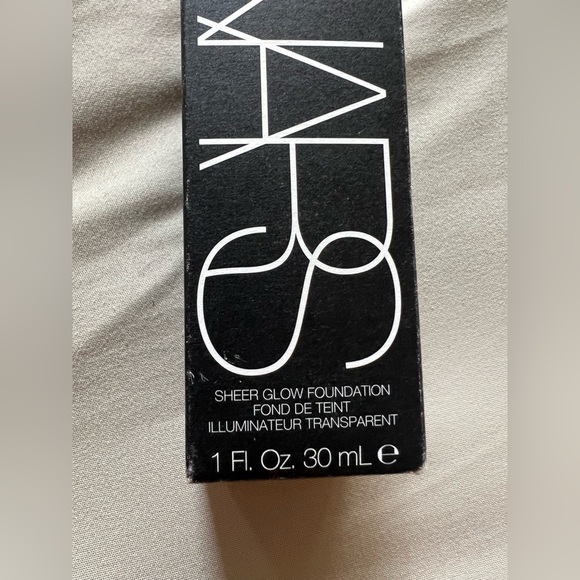 NARS
SHEER GLOW FOUNDATION
FOND DE TEINT
ILLUMINATEUR TRANSPARENT
1 Fl. Oz. 30 mL ℮